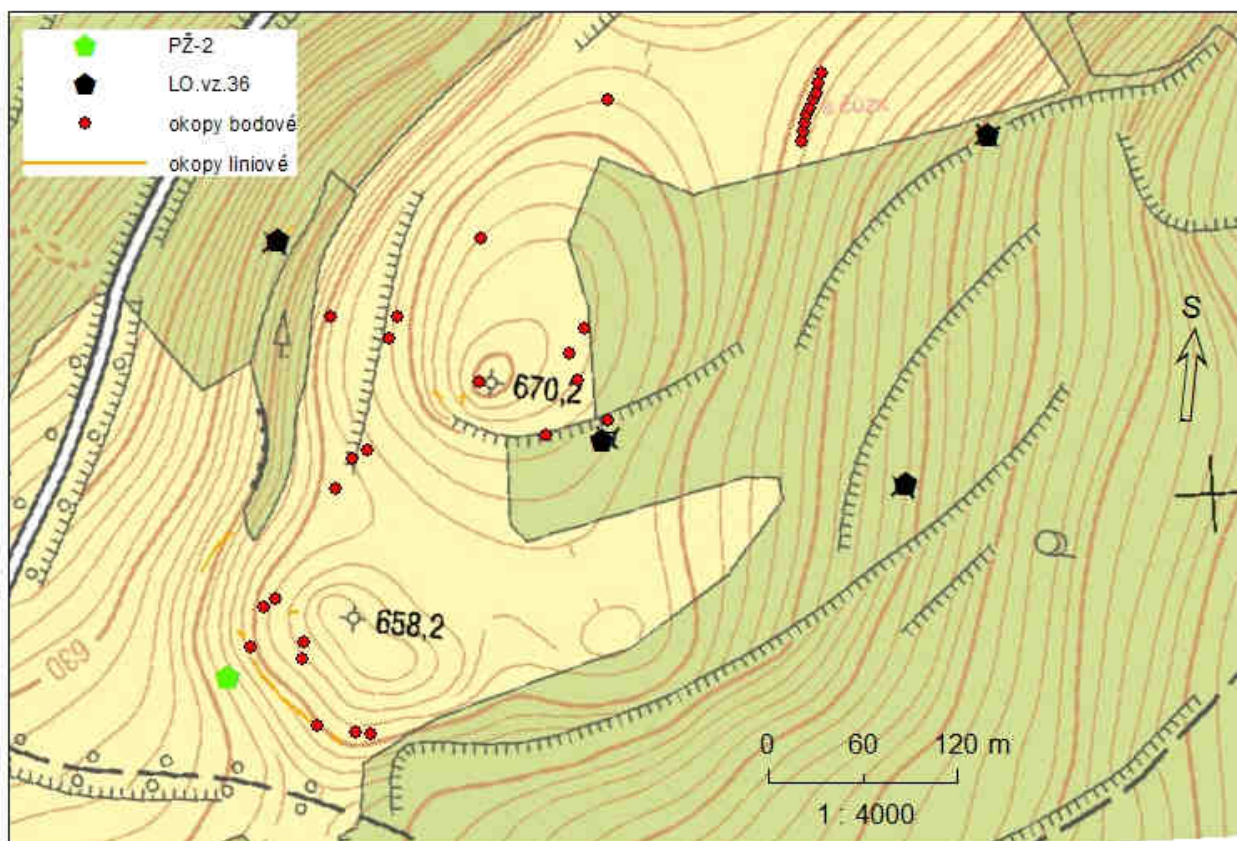 PŽ-2
LO.vz.36
okopy bodové
okopy liniové
© ČÚZK
S
670,2
658,2
630
0 60 120 m
1 : 4000